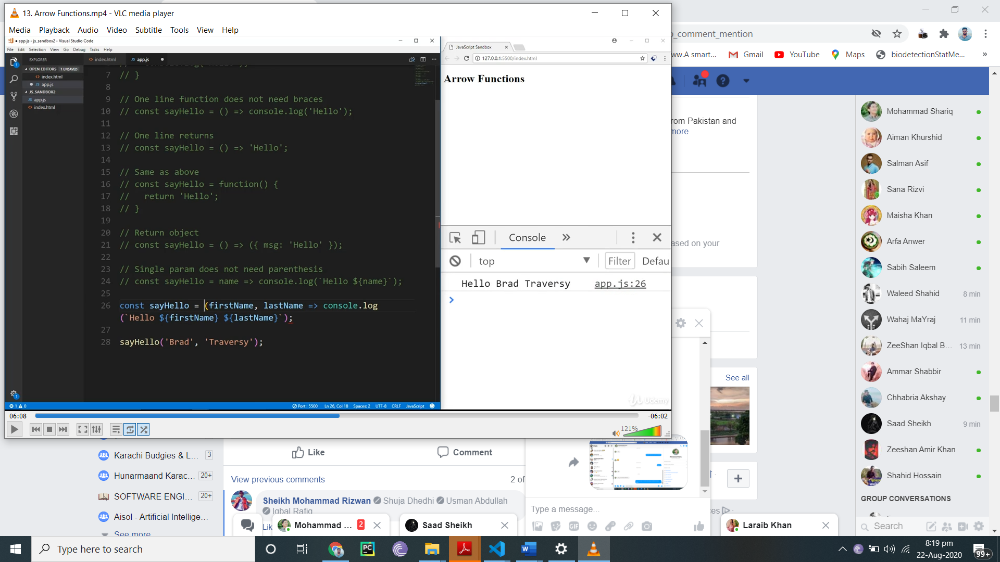 13. Arrow Functions.mp4 - VLC media player
Media Playback Audio Video Subtitle Tools View Help
● app.js - js_sandbox2 - Visual Studio Code
File Edit Selection View Go Debug Tasks Help
EXPLORER
index.html
JS app.js
OPEN EDITORS 1 UNSAVED
index.html
JS app.js
JS_SANDBOX2
JS app.js
index.html
7 // }
8
9 // One line function does not need braces
10 // const sayHello = () => console.log('Hello');
11
12 // One line returns
13 // const sayHello = () => 'Hello';
14
15 // Same as above
16 // const sayHello = function() {
17 //   return 'Hello';
18 // }
19
20 // Return object
21 // const sayHello = () => ({ msg: 'Hello' });
22
23 // Single param does not need parenthesis
24 // const sayHello = name => console.log(`Hello ${name}`);
25
26 const sayHello = (firstName, lastName => console.log
(`Hello ${firstName} ${lastName}`);
27
28 sayHello('Brad', 'Traversy');
1 0
Port : 5500 Ln 26, Col 18 Spaces: 2 UTF-8 CRLF JavaScript
JavaScript Sandbox
127.0.0.1:5500/index.html
Arrow Functions
Console »
top Filter Defau
Hello Brad Traversy app.js:26
Udemy
06:08 -06:02
121%
_comment_mention
ww.A smart... Gmail YouTube Maps biodetectionStatMe... »
rom Pakistan and
more
ased on your
See all
Mohammad Shariq
Aiman Khurshid
Salman Asif
Sana Rizvi
Maisha Khan
Arfa Anwer
Sabih Saleem
Waleed Shahid 8 min
Wahaj MaYraj 11 min
ZeeShan Iqbal B... 13 min
Ammar Shabbir
Chhabria Akshay
Saad Sheikh 9 min
Zeeshan Amir Khan
Shahid Hossain
GROUP CONVERSATIONS
Search
Karachi Budgies & L... 3
Hunarmaand Karac... 20+
SOFTWARE ENGI... 20+
Aisol - Artificial Intellige...
See more
Like Comment
View previous comments 2 of
Sheikh Mohammad Rizwan Shuja Dhedhi Usman Abdullah
Iqbal Rafiq
Lik
Type a message...
GIF
Mohammad ... 2
Saad Sheikh
Laraib Khan
Type here to search
PC
8:19 pm
22-Aug-2020
99+